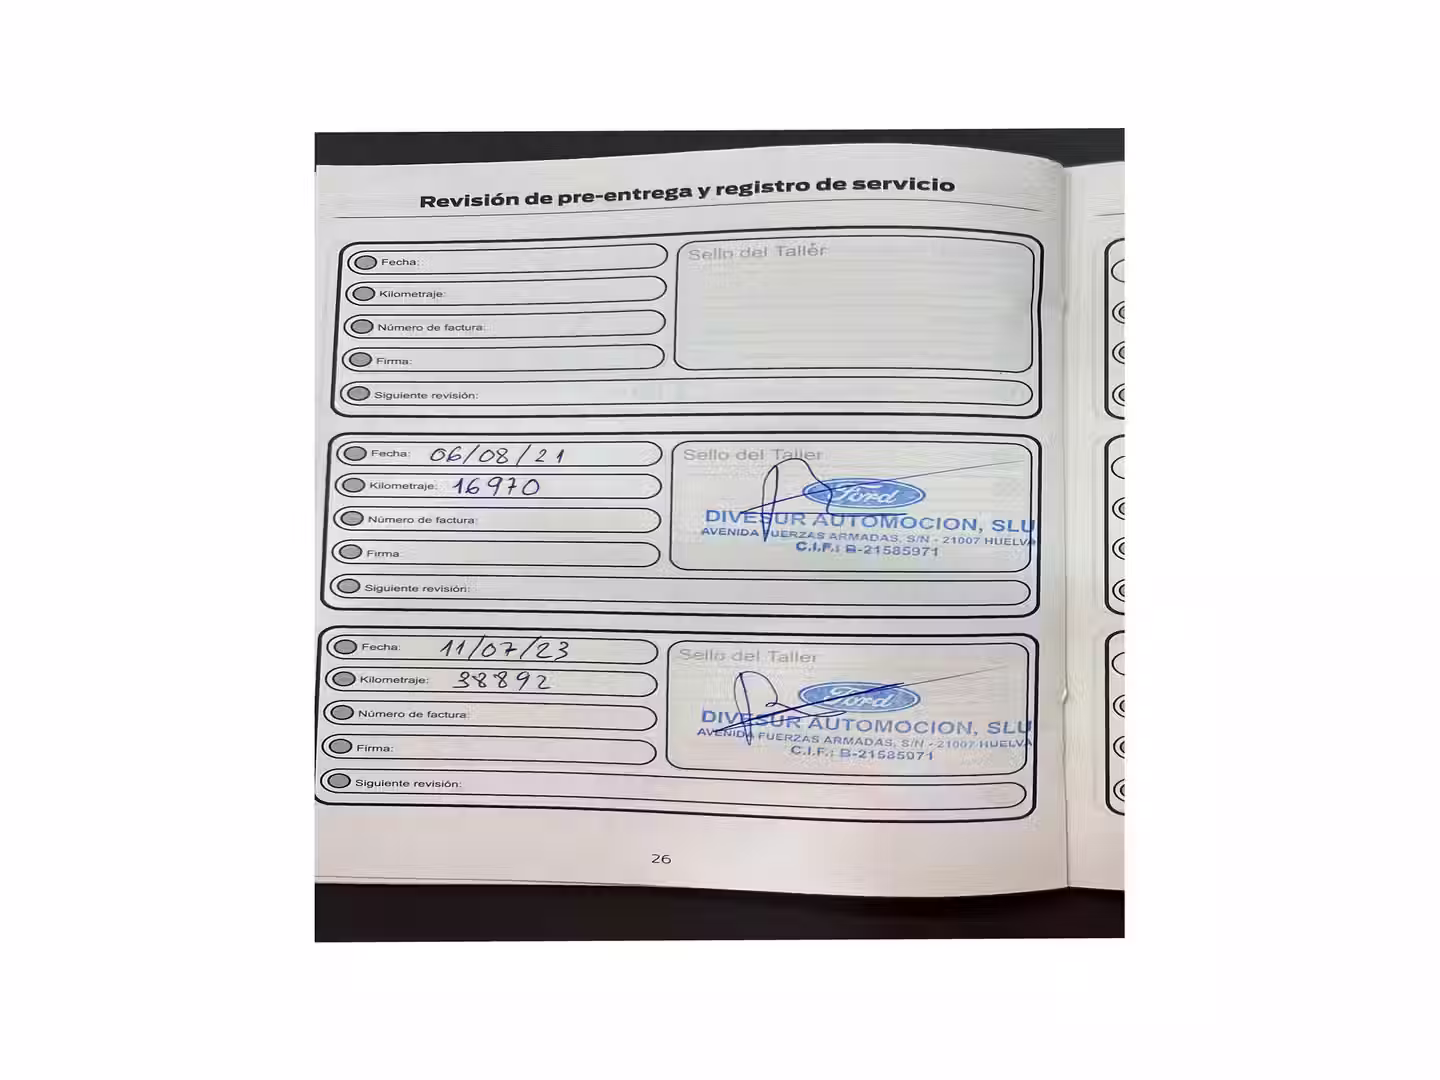 Revisión de pre-entrega y registro de servicio
Fecha:
Kilometraje:
Número de factura:
Firma:
Siguiente revisión:
Sello del Taller
Fecha: 06/08/21
Kilometraje: 16970
Número de factura:
Firma:
Siguiente revisión:
Sello del Taller
Ford
DIVESUR AUTOMOCION, SLU
AVENIDA FUERZAS ARMADAS, S/N - 21007 HUELVA
C.I.F.: B-21585971
Fecha: 11/07/23
Kilometraje: 38892
Número de factura:
Firma:
Siguiente revisión:
Sello del Taller
Ford
DIVESUR AUTOMOCION, SLU
AVENIDA FUERZAS ARMADAS, S/N - 21007 HUELVA
C.I.F.: B-21585971
26